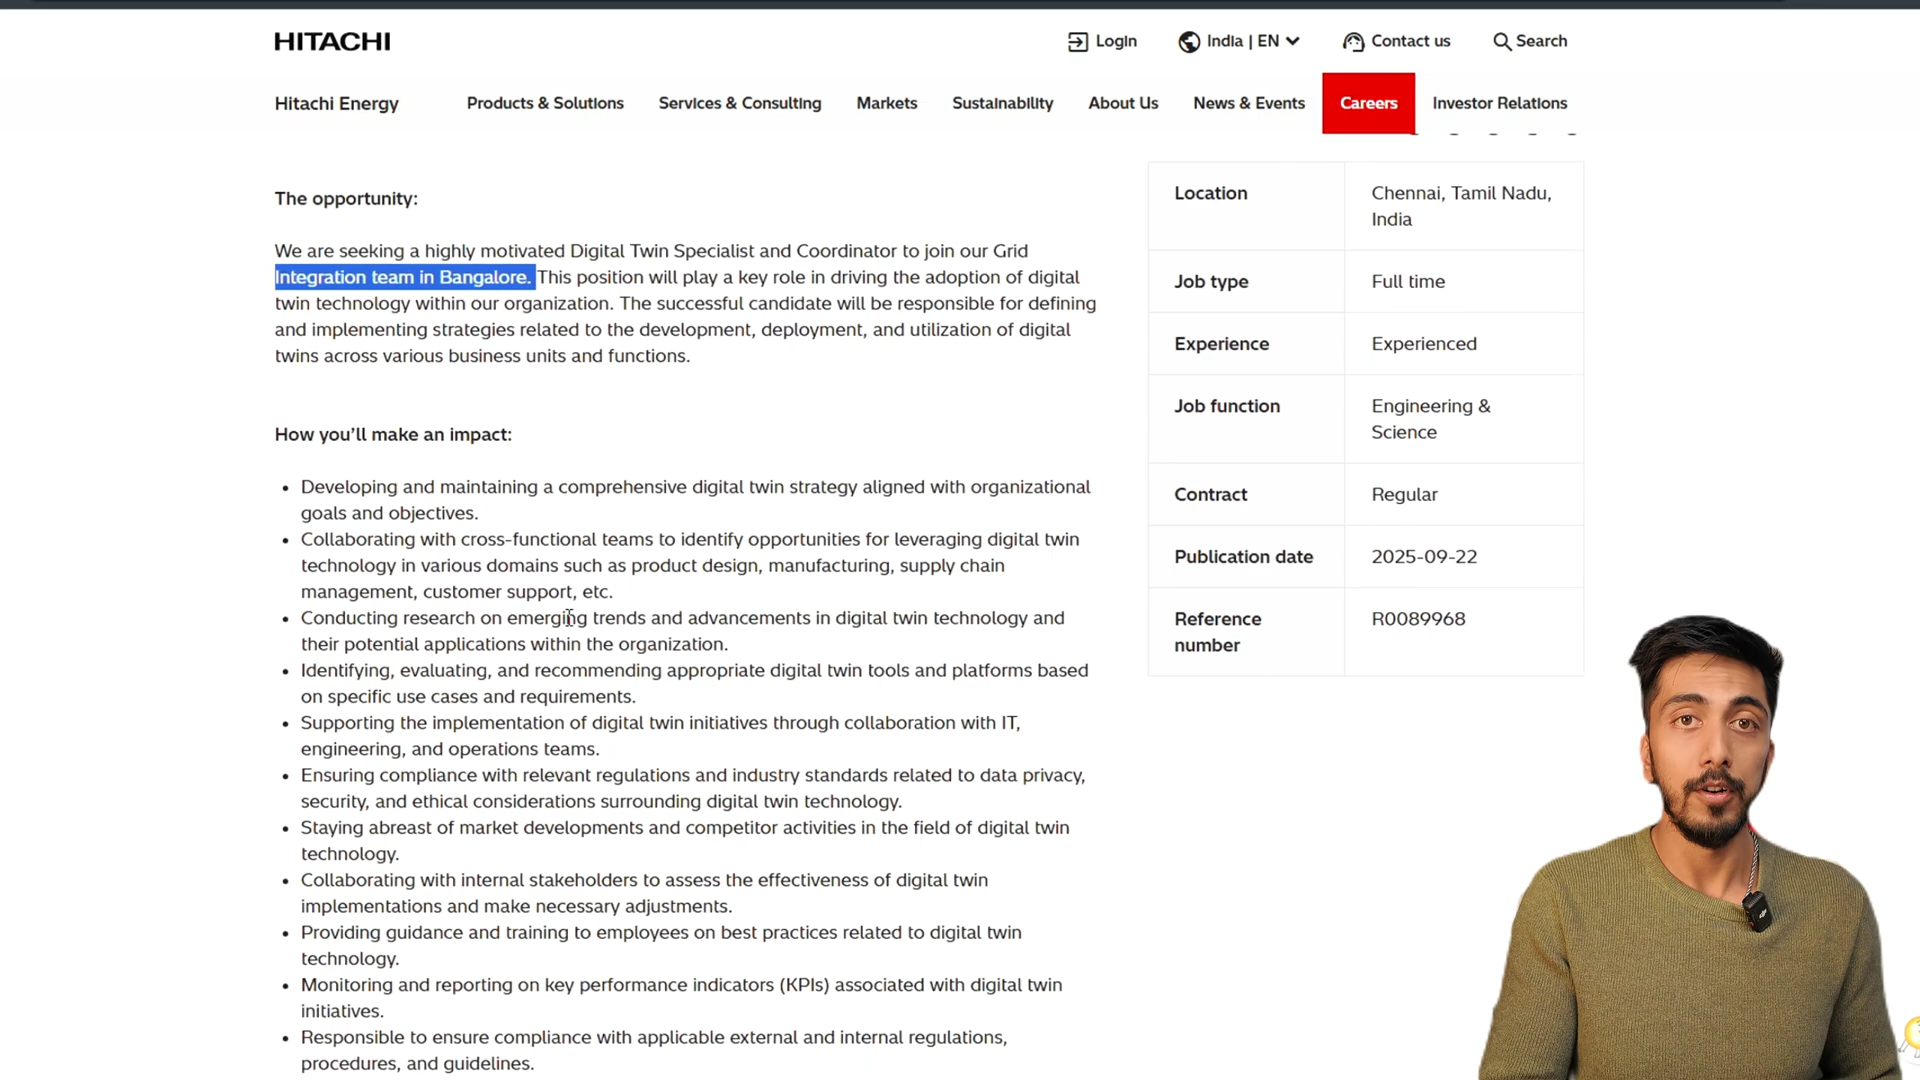 HITACHI
Login
India | EN
Contact us
Search
Hitachi Energy
Products & Solutions
Services & Consulting
Markets
Sustainability
About Us
News & Events
Careers
Investor Relations
The opportunity:
We are seeking a highly motivated Digital Twin Specialist and Coordinator to join our Grid
Integration team in Bangalore. This position will play a key role in driving the adoption of digital
twin technology within our organization. The successful candidate will be responsible for defining
and implementing strategies related to the development, deployment, and utilization of digital
twins across various business units and functions.
How you'll make an impact:
• Developing and maintaining a comprehensive digital twin strategy aligned with organizational
goals and objectives.
• Collaborating with cross-functional teams to identify opportunities for leveraging digital twin
technology in various domains such as product design, manufacturing, supply chain
management, customer support, etc.
• Conducting research on emerging trends and advancements in digital twin technology and
their potential applications within the organization.
• Identifying, evaluating, and recommending appropriate digital twin tools and platforms based
on specific use cases and requirements.
• Supporting the implementation of digital twin initiatives through collaboration with IT,
engineering, and operations teams.
• Ensuring compliance with relevant regulations and industry standards related to data privacy,
security, and ethical considerations surrounding digital twin technology.
• Staying abreast of market developments and competitor activities in the field of digital twin
technology.
• Collaborating with internal stakeholders to assess the effectiveness of digital twin
implementations and make necessary adjustments.
• Providing guidance and training to employees on best practices related to digital twin
technology.
• Monitoring and reporting on key performance indicators (KPIs) associated with digital twin
initiatives.
• Responsible to ensure compliance with applicable external and internal regulations,
procedures, and guidelines.
Location
Chennai, Tamil Nadu,
India
Job type
Full time
Experience
Experienced
Job function
Engineering &
Science
Contract
Regular
Publication date
2025-09-22
Reference
number
R0089968